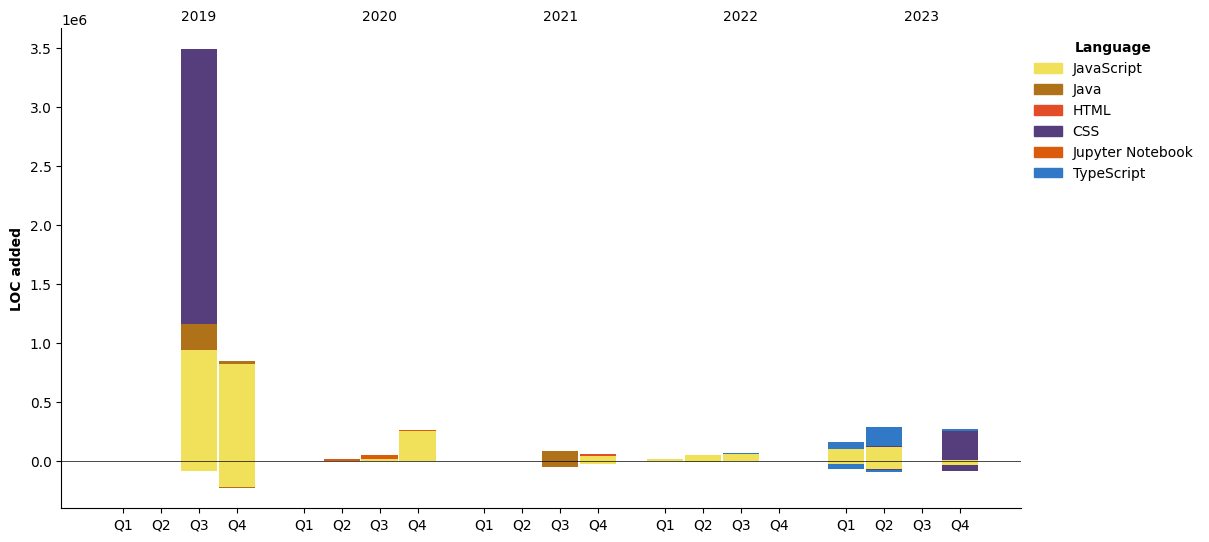 1e6
2019 2020 2021 2022 2023
Language
JavaScript
Java
HTML
CSS
Jupyter Notebook
TypeScript
LOC added
3.5
3.0
2.5
2.0
1.5
1.0
0.5
0.0
Q1 Q2 Q3 Q4 Q1 Q2 Q3 Q4 Q1 Q2 Q3 Q4 Q1 Q2 Q3 Q4 Q1 Q2 Q3 Q4